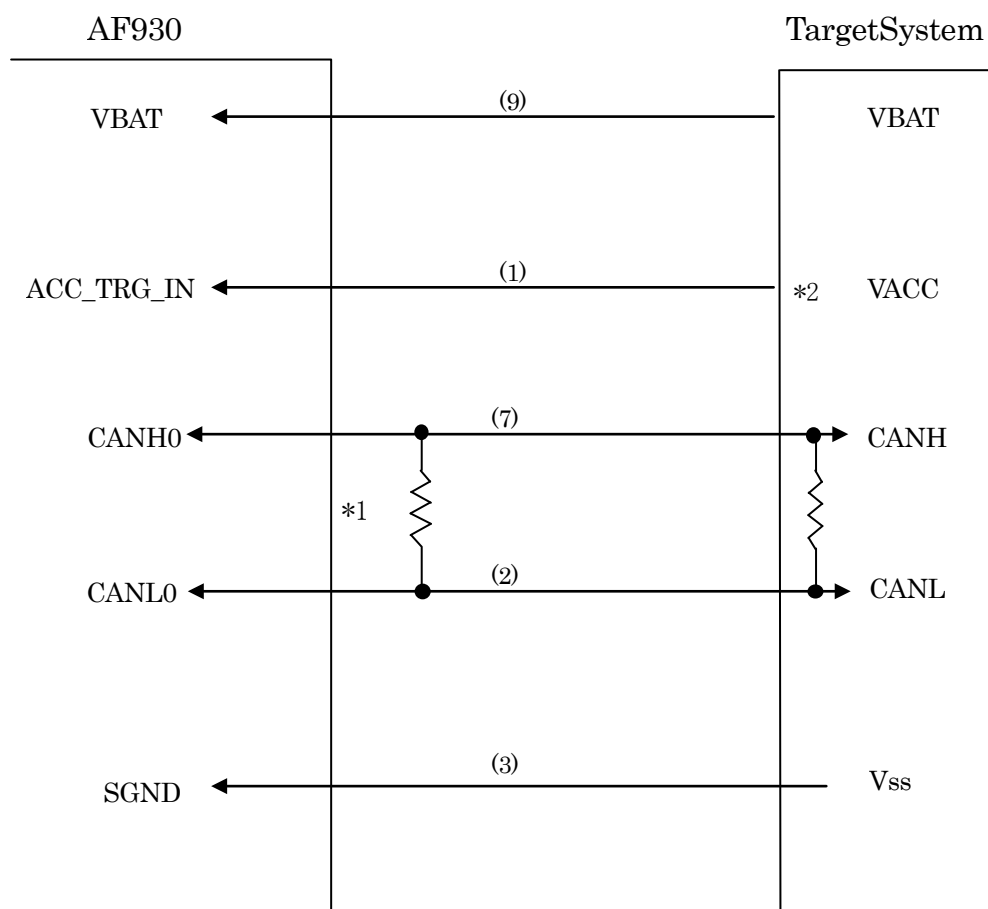 AF930 TargetSystem
VBAT (9) VBAT
ACC_TRG_IN (1) *2 VACC
CANH0 (7) CANH
*1
CANL0 (2) CANL
SGND (3) Vss